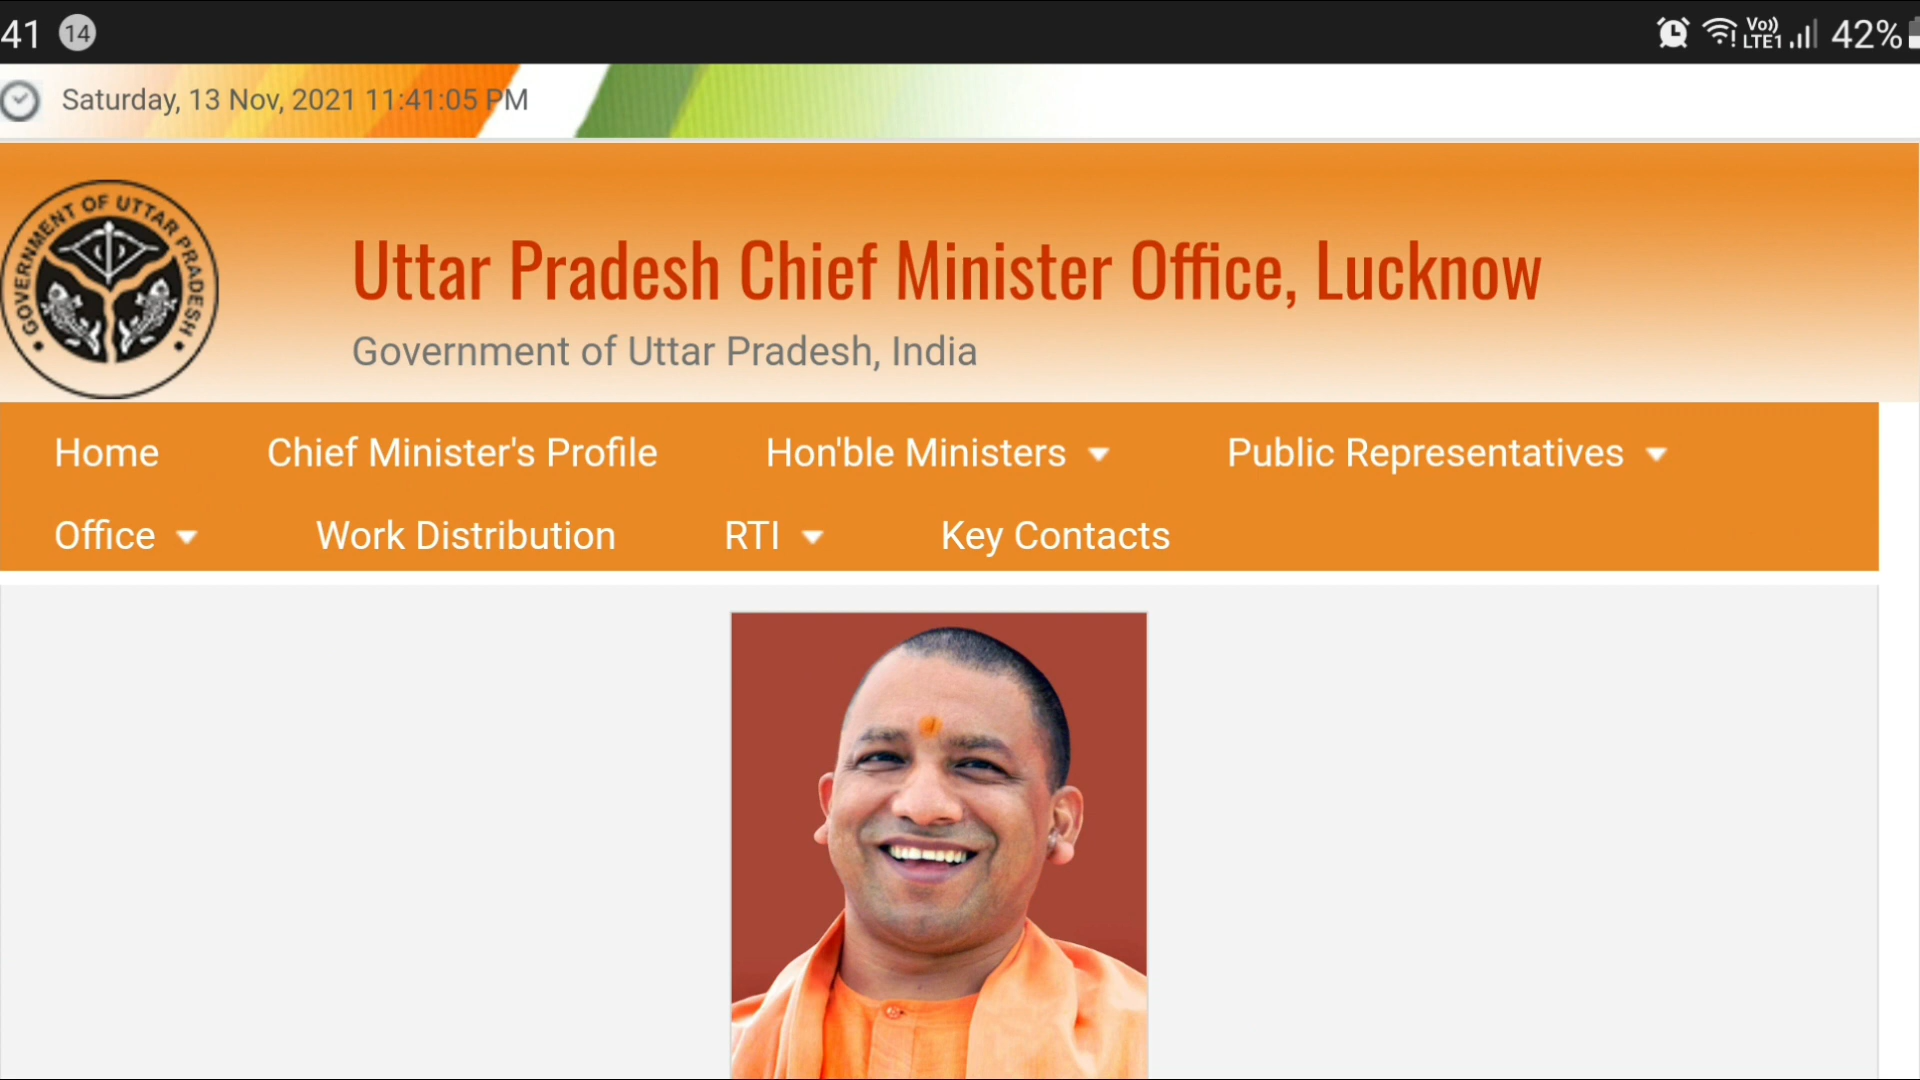 41 14 Vo)) LTE1 42%
Saturday, 13 Nov, 2021 11:41:05 PM
GOVERNMENT OF UTTAR PRADESH
Uttar Pradesh Chief Minister Office, Lucknow
Government of Uttar Pradesh, India
Home Chief Minister's Profile Hon'ble Ministers Public Representatives
Office Work Distribution RTI Key Contacts